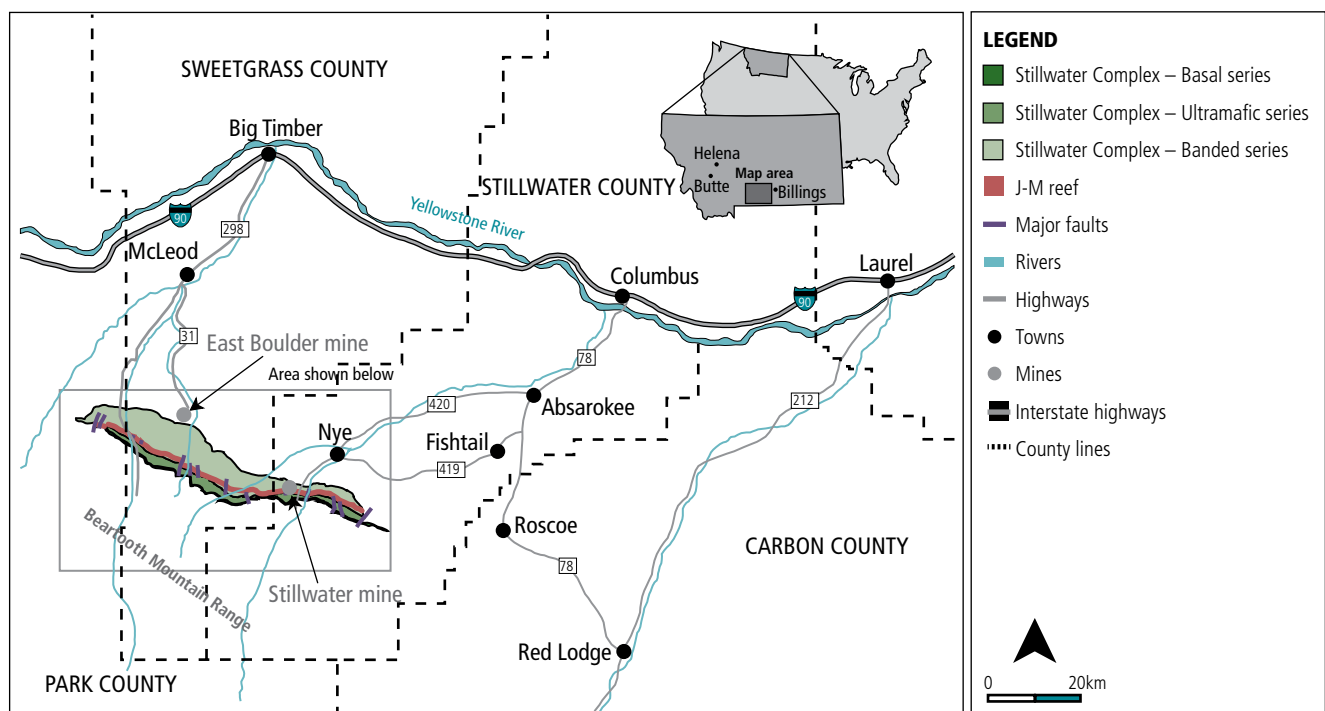 SWEETGRASS COUNTY
Big Timber
90
298
McLeod
31
East Boulder mine
Area shown below
STILLWATER COUNTY
Yellowstone River
Helena
Butte
Map area
Billings
Columbus
Laurel
90
78
212
420
Absarokee
Nye
Fishtail
419
Roscoe
CARBON COUNTY
78
Beartooth Mountain Range
Stillwater mine
Red Lodge
PARK COUNTY
LEGEND
Stillwater Complex – Basal series
Stillwater Complex – Ultramafic series
Stillwater Complex – Banded series
J-M reef
Major faults
Rivers
Highways
Towns
Mines
Interstate highways
County lines
0 20km